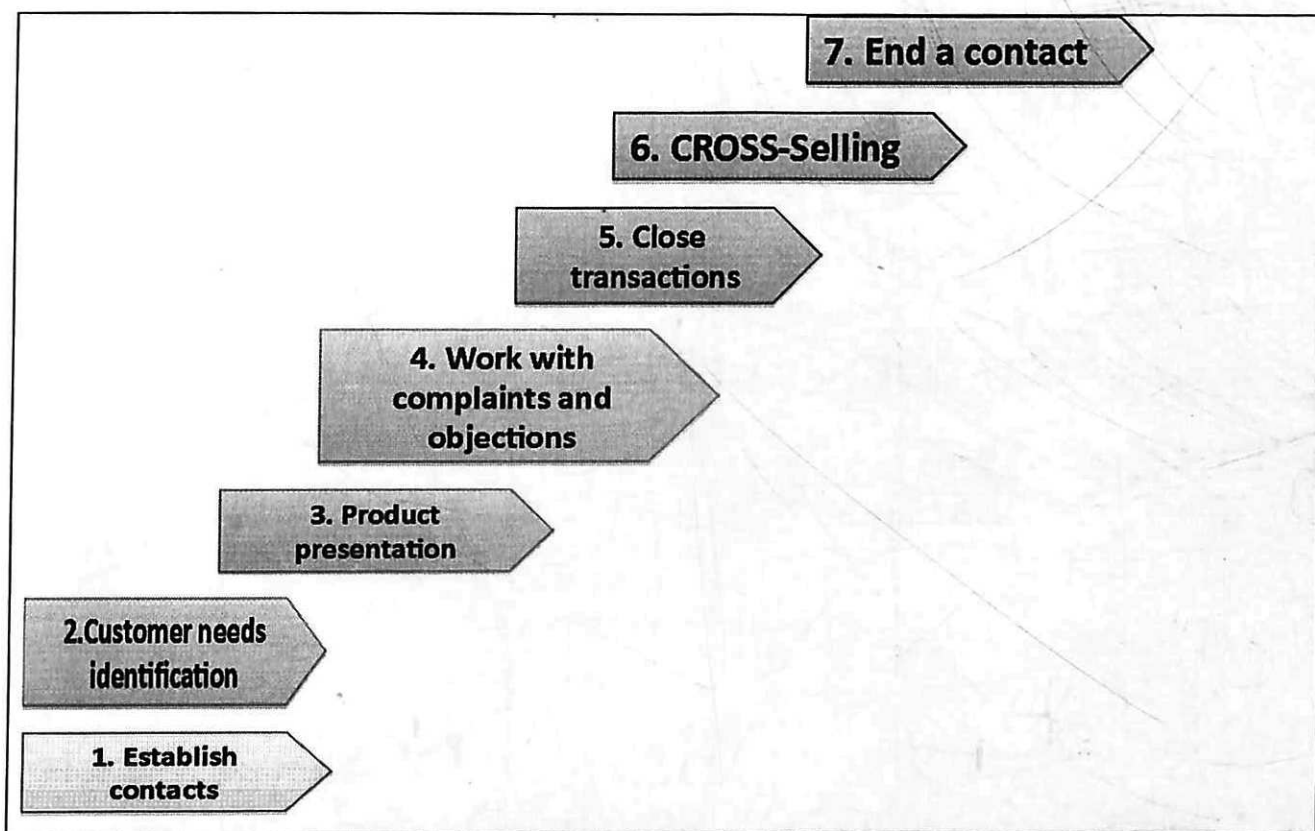 7. End a contact
6. CROSS-Selling
5. Close
transactions
4. Work with
complaints and
objections
3. Product
presentation
2.Customer needs
identification
1. Establish
contacts